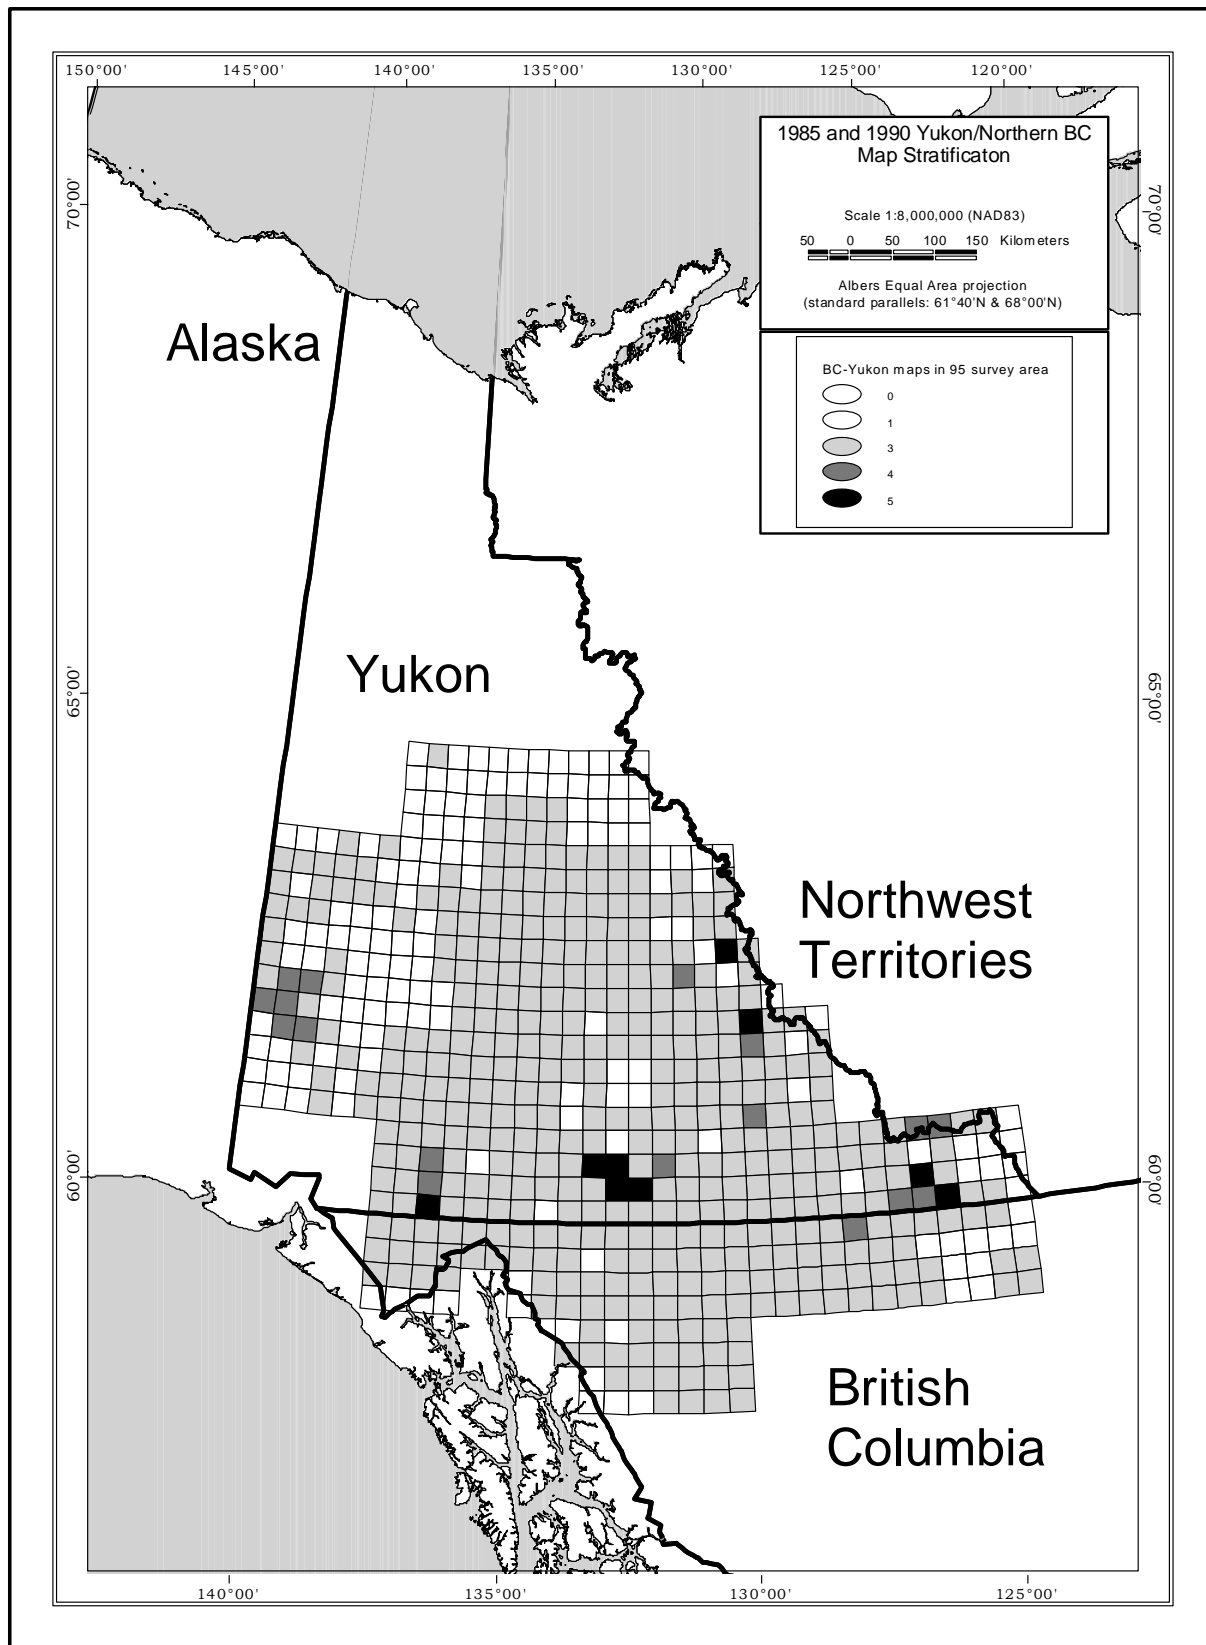 150°00' 145°00' 140°00' 135°00' 130°00' 125°00' 120°00'
1985 and 1990 Yukon/Northern BC
Map Stratificaton
Scale 1:8,000,000 (NAD83)
50 0 50 100 150 Kilometers
Albers Equal Area projection
(standard parallels: 61°40'N & 68°00'N)
BC-Yukon maps in 95 survey area
0
1
3
4
5
70°00'
70°00'
Alaska
Yukon
65°00'
65°00'
Northwest
Territories
60°00'
60°00'
British
Columbia
140°00' 135°00' 130°00' 125°00'